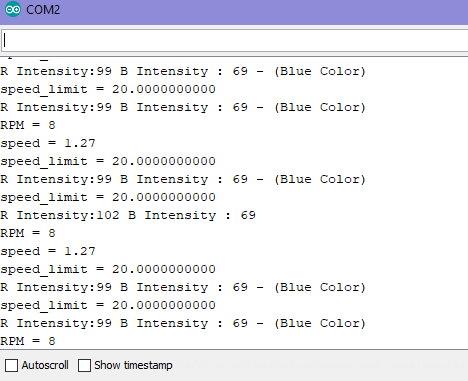 COM2
R Intensity:99 B Intensity : 69 - (Blue Color)
speed_limit = 20.0000000000
R Intensity:99 B Intensity : 69 - (Blue Color)
RPM = 8
speed = 1.27
speed_limit = 20.0000000000
R Intensity:99 B Intensity : 69 - (Blue Color)
speed_limit = 20.0000000000
R Intensity:102 B Intensity : 69
RPM = 8
speed = 1.27
speed_limit = 20.0000000000
R Intensity:99 B Intensity : 69 - (Blue Color)
speed_limit = 20.0000000000
R Intensity:99 B Intensity : 69 - (Blue Color)
RPM = 8
Autoscroll Show timestamp